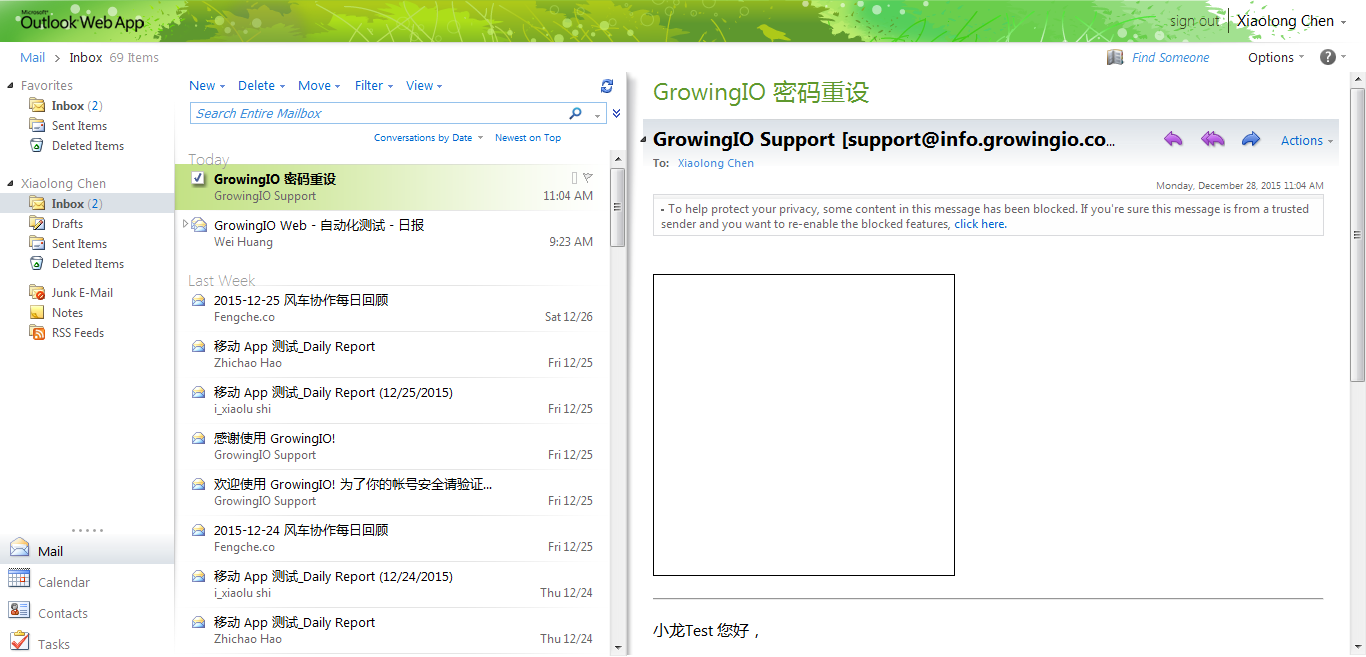 Microsoft
Outlook Web App
sign out
Xiaolong Chen
Mail > Inbox 69 Items
Find Someone
Options
?
Favorites
Inbox (2)
Sent Items
Deleted Items
Xiaolong Chen
Inbox (2)
Drafts
Sent Items
Deleted Items
Junk E-Mail
Notes
RSS Feeds
Mail
Calendar
Contacts
Tasks
New Delete Move Filter View
Search Entire Mailbox
Conversations by Date Newest on Top
Today
GrowingIO 密码重设
GrowingIO Support 11:04 AM
GrowingIO Web - 自动化测试 - 日报
Wei Huang 9:23 AM
Last Week
2015-12-25 风车协作每日回顾
Fengche.co Sat 12/26
移动 App 测试_Daily Report
Zhichao Hao Fri 12/25
移动 App 测试_Daily Report (12/25/2015)
i_xiaolu shi Fri 12/25
感谢使用 GrowingIO!
GrowingIO Support Fri 12/25
欢迎使用 GrowingIO! 为了你的帐号安全请验证...
GrowingIO Support Fri 12/25
2015-12-24 风车协作每日回顾
Fengche.co Fri 12/25
移动 App 测试_Daily Report (12/24/2015)
i_xiaolu shi Thu 12/24
移动 App 测试_Daily Report
Zhichao Hao Thu 12/24
GrowingIO 密码重设
GrowingIO Support [support@info.growingio.co...
Actions
To: Xiaolong Chen
Monday, December 28, 2015 11:04 AM
- To help protect your privacy, some content in this message has been blocked. If you're sure this message is from a trusted
sender and you want to re-enable the blocked features, click here.
小龙Test 您好，